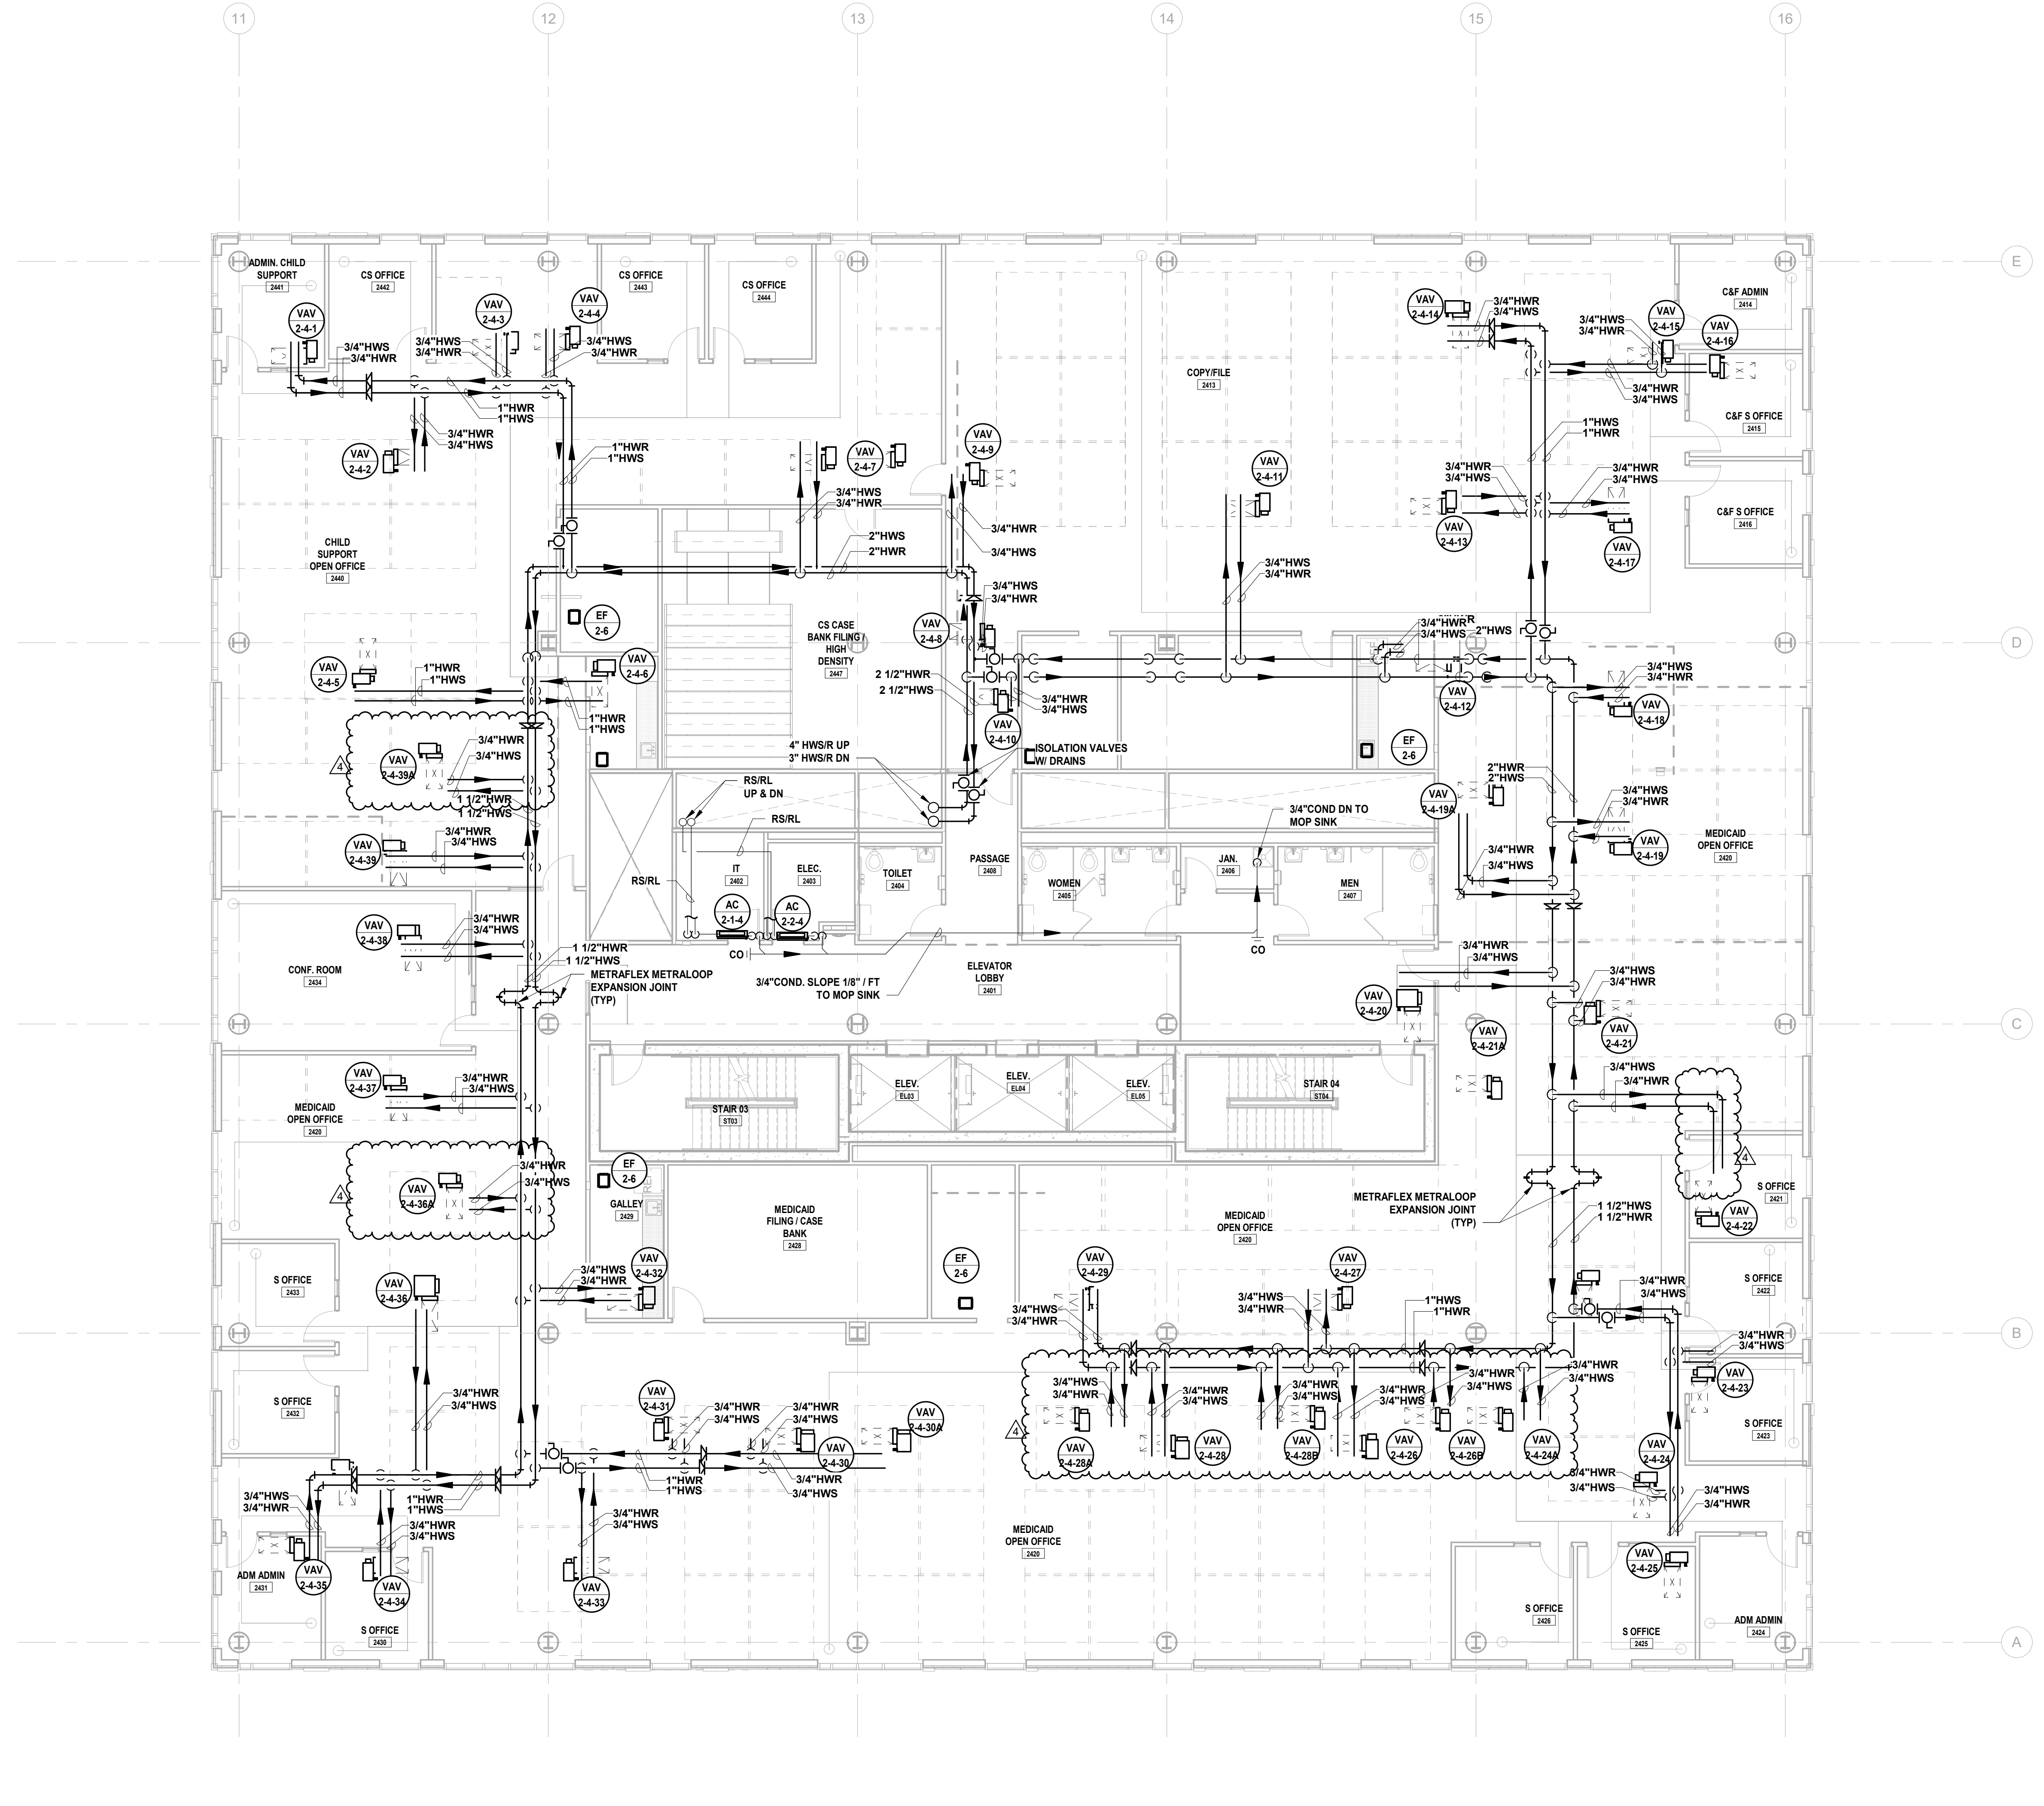 11
12
13
14
15
16
E
D
C
B
A
ADMIN. CHILD
SUPPORT
2441
CS OFFICE
2442
VAV
2-4-1
VAV
2-4-3
VAV
2-4-4
CS OFFICE
2443
CS OFFICE
2444
3/4"HWS
3/4"HWR
3/4"HWS
3/4"HWR
3/4"HWS
3/4"HWR
1"HWR
1"HWS
3/4"HWR
3/4"HWS
VAV
2-4-2
1"HWR
1"HWS
VAV
2-4-7
VAV
2-4-9
3/4"HWS
3/4"HWR
2"HWS
2"HWR
3/4"HWR
3/4"HWS
COPY/FILE
2413
VAV
2-4-11
3/4"HWS
3/4"HWR
VAV
2-4-14
3/4"HWR
3/4"HWS
3/4"HWS
3/4"HWR
VAV
2-4-15
VAV
2-4-16
C&F ADMIN
2414
3/4"HWR
3/4"HWS
C&F S OFFICE
2415
1"HWS
1"HWR
3/4"HWR
3/4"HWS
3/4"HWR
3/4"HWS
VAV
2-4-13
VAV
2-4-17
C&F S OFFICE
2416
CHILD
SUPPORT
OPEN OFFICE
2440
EF
2-6
CS CASE
BANK FILING /
HIGH
DENSITY
2447
3/4"HWS
3/4"HWR
VAV
2-4-8
3/4"HWR
3/4"HWS
2"HWS
VAV
2-4-5
1"HWR
1"HWS
VAV
2-4-6
1"HWR
1"HWS
2 1/2"HWR
2 1/2"HWS
3/4"HWR
3/4"HWS
VAV
2-4-10
VAV
2-4-12
EF
2-6
3/4"HWS
3/4"HWR
VAV
2-4-18
4
VAV
2-4-39A
3/4"HWR
3/4"HWS
1 1/2"HWR
1 1/2"HWS
4" HWS/R UP
3" HWS/R DN
ISOLATION VALVES
W/ DRAINS
RS/RL
UP & DN
RS/RL
RS/RL
3/4"COND DN TO
MOP SINK
2"HWR
2"HWS
VAV
2-4-19A
3/4"HWS
3/4"HWR
MEDICAID
OPEN OFFICE
2420
VAV
2-4-19
3/4"HWR
3/4"HWS
VAV
2-4-39
3/4"HWR
3/4"HWS
IT
2402
ELEC.
2403
TOILET
2404
PASSAGE
2408
WOMEN
2405
JAN.
2406
MEN
2407
AC
2-1-4
AC
2-2-4
CO
CO
VAV
2-4-38
3/4"HWR
3/4"HWS
CONF. ROOM
2434
1 1/2"HWR
1 1/2"HWS
METRAFLEX METRALOOP
EXPANSION JOINT
(TYP)
3/4"COND. SLOPE 1/8" / FT
TO MOP SINK
ELEVATOR
LOBBY
2401
3/4"HWR
3/4"HWS
VAV
2-4-20
3/4"HWS
3/4"HWR
VAV
2-4-21A
VAV
2-4-21
VAV
2-4-37
3/4"HWR
3/4"HWS
MEDICAID
OPEN OFFICE
2420
STAIR 03
ST03
ELEV.
EL03
ELEV.
EL04
ELEV.
EL05
STAIR 04
ST04
3/4"HWS
3/4"HWR
4
4
VAV
2-4-36A
3/4"HWR
3/4"HWS
EF
2-6
GALLEY
2429
MEDICAID
FILING / CASE
BANK
2428
MEDICAID
OPEN OFFICE
2420
METRAFLEX METRALOOP
EXPANSION JOINT
(TYP)
1 1/2"HWS
1 1/2"HWR
S OFFICE
2421
VAV
2-4-22
VAV
2-4-32
3/4"HWS
3/4"HWR
EF
2-6
VAV
2-4-29
VAV
2-4-27
S OFFICE
2433
VAV
2-4-36
3/4"HWS
3/4"HWR
3/4"HWS
3/4"HWR
1"HWS
1"HWR
3/4"HWR
3/4"HWS
S OFFICE
2422
3/4"HWR
3/4"HWS
VAV
2-4-23
S OFFICE
2432
3/4"HWR
3/4"HWS
VAV
2-4-31
3/4"HWR
3/4"HWS
3/4"HWR
3/4"HWS
VAV
2-4-30A
VAV
2-4-30
4
3/4"HWS
3/4"HWR
3/4"HWR
3/4"HWS
3/4"HWR
3/4"HWS
3/4"HWR
3/4"HWS
3/4"HWR
3/4"HWS
3/4"HWR
3/4"HWS
VAV
2-4-28A
VAV
2-4-28
VAV
2-4-28B
VAV
2-4-26
VAV
2-4-26B
VAV
2-4-24A
S OFFICE
2423
VAV
2-4-24
3/4"HWR
3/4"HWS
3/4"HWS
3/4"HWR
3/4"HWS
3/4"HWR
1"HWR
1"HWS
1"HWR
1"HWS
3/4"HWR
3/4"HWS
3/4"HWR
3/4"HWS
3/4"HWR
3/4"HWS
ADM ADMIN
2431
VAV
2-4-35
VAV
2-4-34
S OFFICE
2430
VAV
2-4-33
MEDICAID
OPEN OFFICE
2420
VAV
2-4-25
S OFFICE
2426
S OFFICE
2425
ADM ADMIN
2424